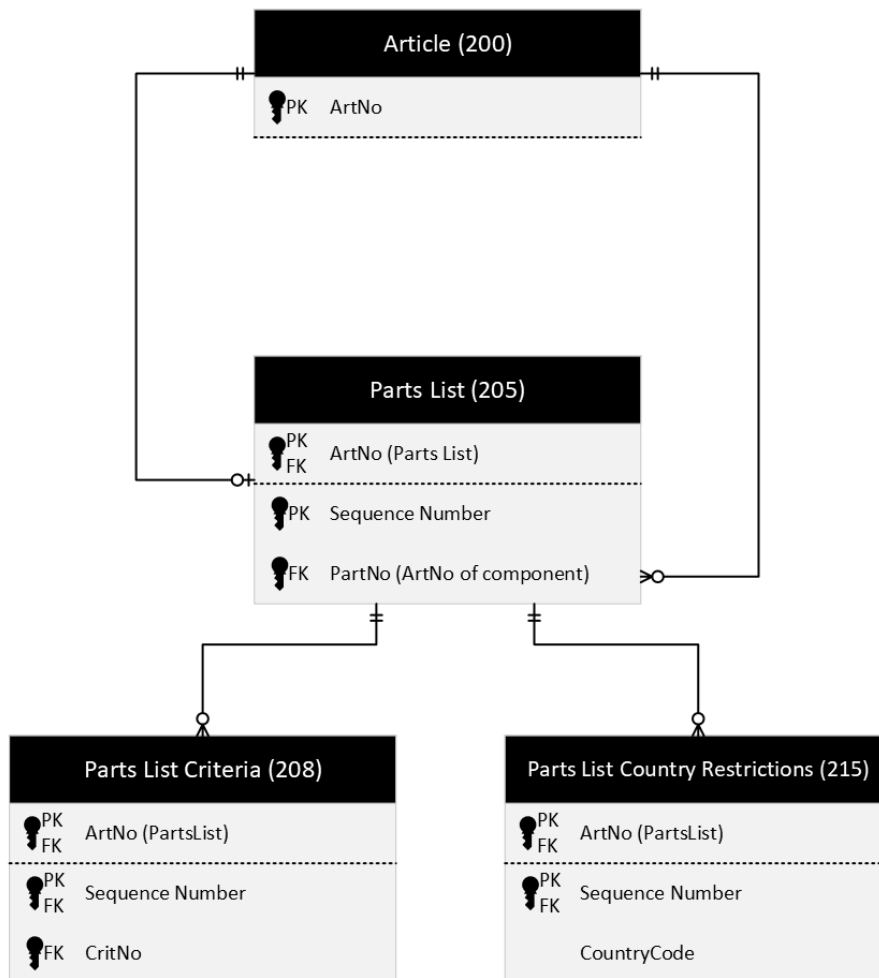 Article (200)
PK ArtNo
Parts List (205)
PK
FK ArtNo (Parts List)
PK Sequence Number
FK PartNo (ArtNo of component)
Parts List Criteria (208)
PK
FK ArtNo (PartsList)
PK
FK Sequence Number
FK CritNo
Parts List Country Restrictions (215)
PK
FK ArtNo (PartsList)
PK
FK Sequence Number
CountryCode